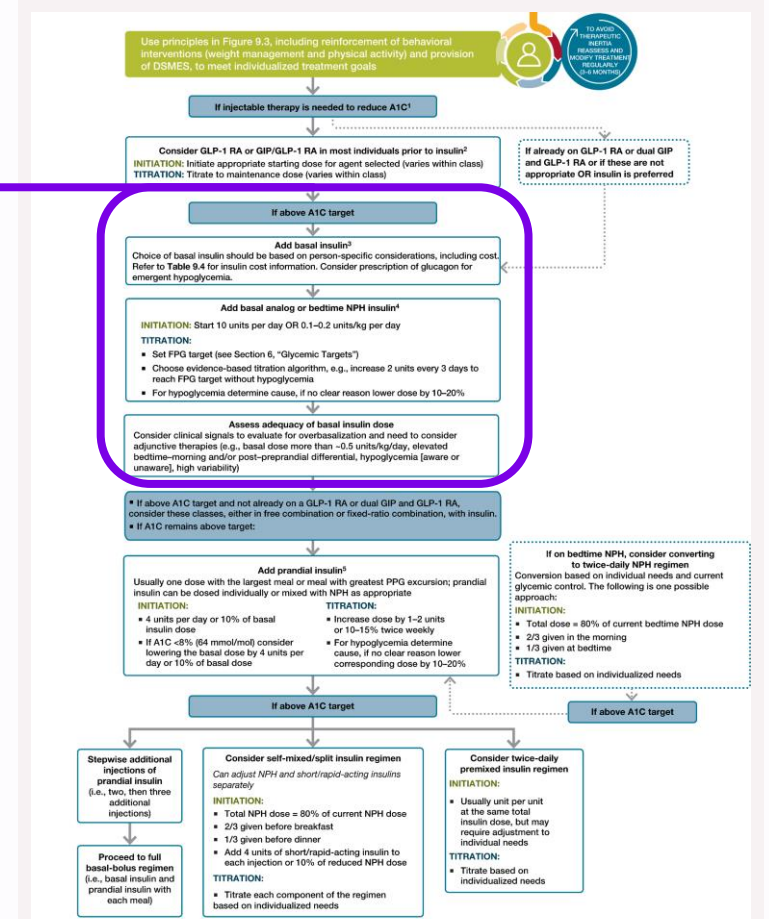 Use principles in Figure 9.3, including reinforcement of behavioral
interventions (weight management and physical activity) and provision
of DSMES, to meet individualized treatment goals
TO AVOID
THERAPEUTIC
INERTIA
REASSESS AND
MODIFY TREATMENT
REGULARLY
(3–6 MONTHS)
If injectable therapy is needed to reduce A1C¹
Consider GLP-1 RA or GIP/GLP-1 RA in most individuals prior to insulin²
INITIATION: Initiate appropriate starting dose for agent selected (varies within class)
TITRATION: Titrate to maintenance dose (varies within class)
If already on GLP-1 RA or dual GIP
and GLP-1 RA or if these are not
appropriate OR insulin is preferred
If above A1C target
Add basal insulin³
Choice of basal insulin should be based on person-specific considerations, including cost.
Refer to Table 9.4 for insulin cost information. Consider prescription of glucagon for
emergent hypoglycemia.
Add basal analog or bedtime NPH insulin⁴
INITIATION: Start 10 units per day OR 0.1–0.2 units/kg per day
TITRATION:
▪ Set FPG target (see Section 6, “Glycemic Targets”)
▪ Choose evidence-based titration algorithm, e.g., increase 2 units every 3 days to
reach FPG target without hypoglycemia
▪ For hypoglycemia determine cause, if no clear reason lower dose by 10–20%
Assess adequacy of basal insulin dose
Consider clinical signals to evaluate for overbasalization and need to consider
adjunctive therapies (e.g., basal dose more than ~0.5 units/kg/day, elevated
bedtime–morning and/or post–preprandial differential, hypoglycemia [aware or
unaware], high variability)
▪ If above A1C target and not already on a GLP-1 RA or dual GIP and GLP-1 RA,
consider these classes, either in free combination or fixed-ratio combination, with insulin.
▪ If A1C remains above target:
Add prandial insulin⁵
Usually one dose with the largest meal or meal with greatest PPG excursion; prandial
insulin can be dosed individually or mixed with NPH as appropriate
INITIATION:
▪ 4 units per day or 10% of basal
insulin dose
▪ If A1C <8% (64 mmol/mol) consider
lowering the basal dose by 4 units per
day or 10% of basal dose
TITRATION:
▪ Increase dose by 1–2 units
or 10–15% twice weekly
▪ For hypoglycemia determine
cause, if no clear reason lower
corresponding dose by 10–20%
If on bedtime NPH, consider converting
to twice-daily NPH regimen
Conversion based on individual needs and current
glycemic control. The following is one possible
approach:
INITIATION:
▪ Total dose = 80% of current bedtime NPH dose
▪ 2/3 given in the morning
▪ 1/3 given at bedtime
TITRATION:
▪ Titrate based on individualized needs
If above A1C target
If above A1C target
Stepwise additional
injections of
prandial insulin
(i.e., two, then three
additional
injections)
Proceed to full
basal-bolus regimen
(i.e., basal insulin and
prandial insulin with
each meal)
Consider self-mixed/split insulin regimen
Can adjust NPH and short/rapid-acting insulins
separately
INITIATION:
▪ Total NPH dose = 80% of current NPH dose
▪ 2/3 given before breakfast
▪ 1/3 given before dinner
▪ Add 4 units of short/rapid-acting insulin to
each injection or 10% of reduced NPH dose
TITRATION:
▪ Titrate each component of the regimen
based on individualized needs
Consider twice-daily
premixed insulin regimen
INITIATION:
▪ Usually unit per unit
at the same total
insulin dose, but may
require adjustment to
individual needs
TITRATION:
▪ Titrate based on
individualized needs